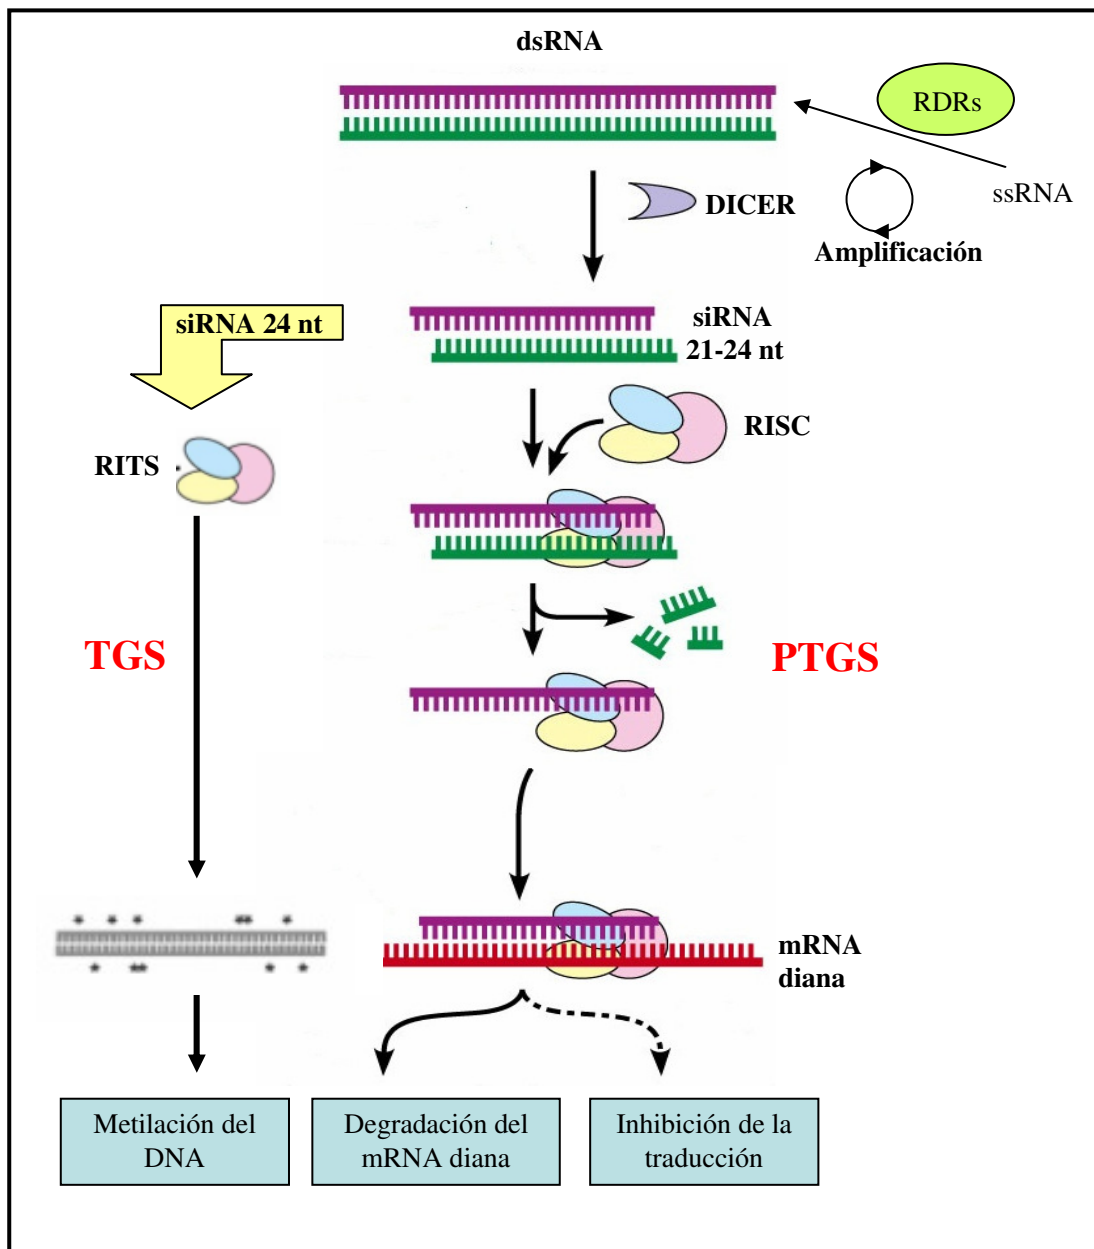 dsRNA
RDRs
ssRNA
DICER
Amplificación
siRNA 24 nt
siRNA
21-24 nt
RISC
RITS
TGS
PTGS
mRNA
diana
Metilación del
DNA
Degradación del
mRNA diana
Inhibición de la
traducción